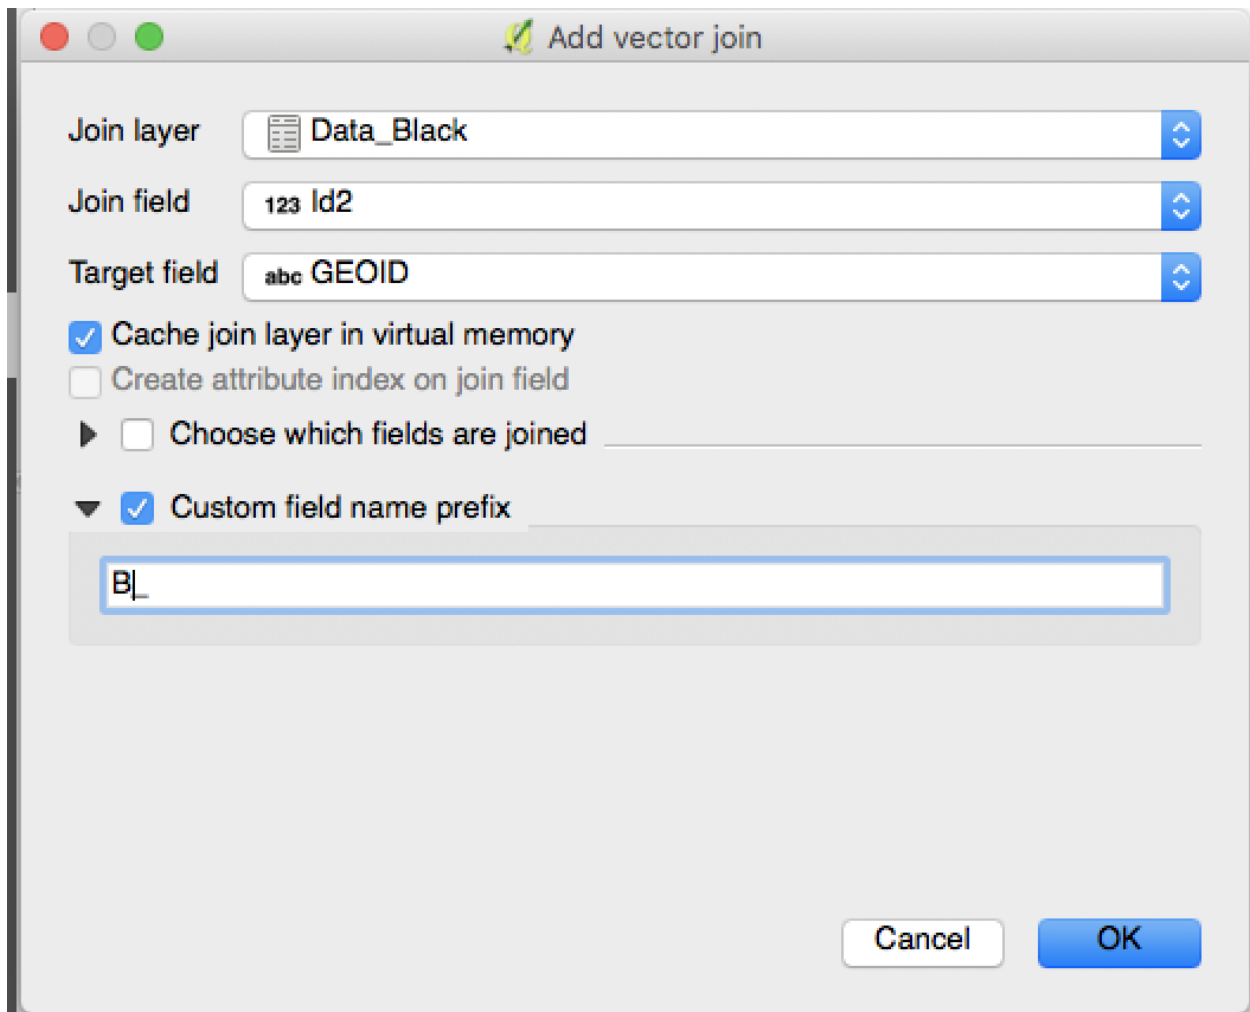 Add vector join
Join layer Data_Black
Join field 123 Id2
Target field abc GEOID
Cache join layer in virtual memory
Create attribute index on join field
Choose which fields are joined
Custom field name prefix
B_
Cancel OK